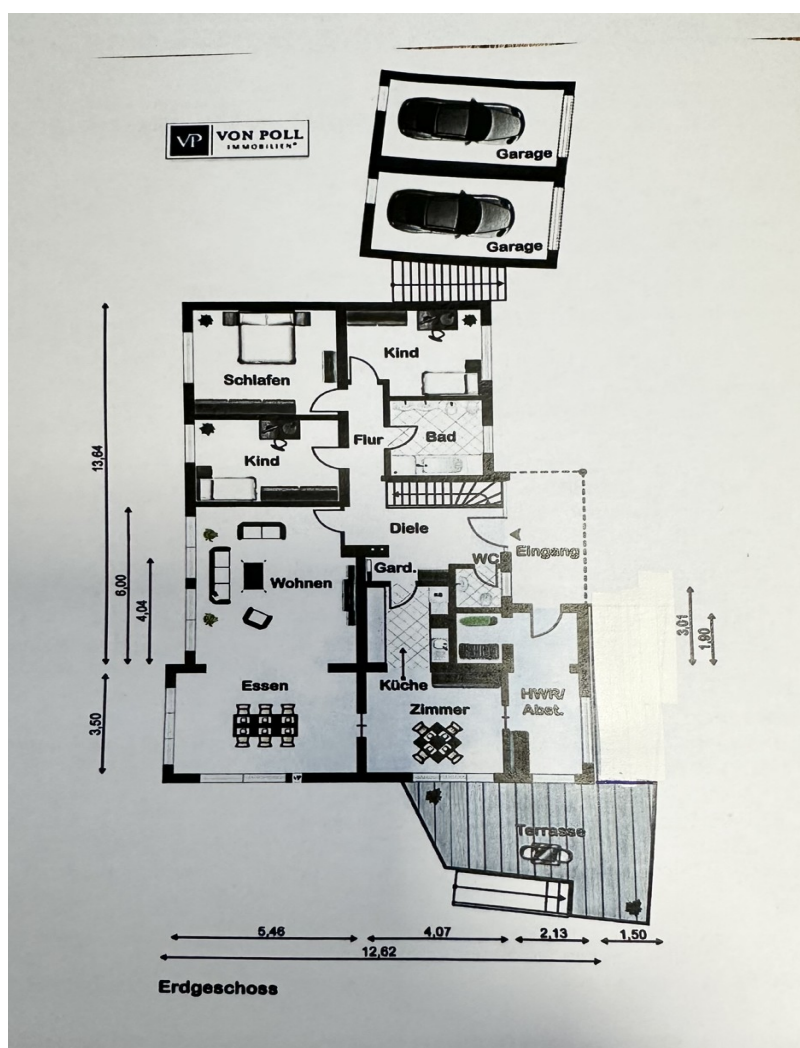 VP VON POLL
IMMOBILIEN®
Garage
Garage
Kind
Schlafen
Flur
Bad
Kind
Diele
Eingang
WC
Gard.
Wohnen
Essen
Küche
Zimmer
HWR/
Abst.
VP
Terrasse
13,64
6,00
4,04
3,50
3,01
1,90
5,46
4,07
2,13
1,50
12,62
Erdgeschoss